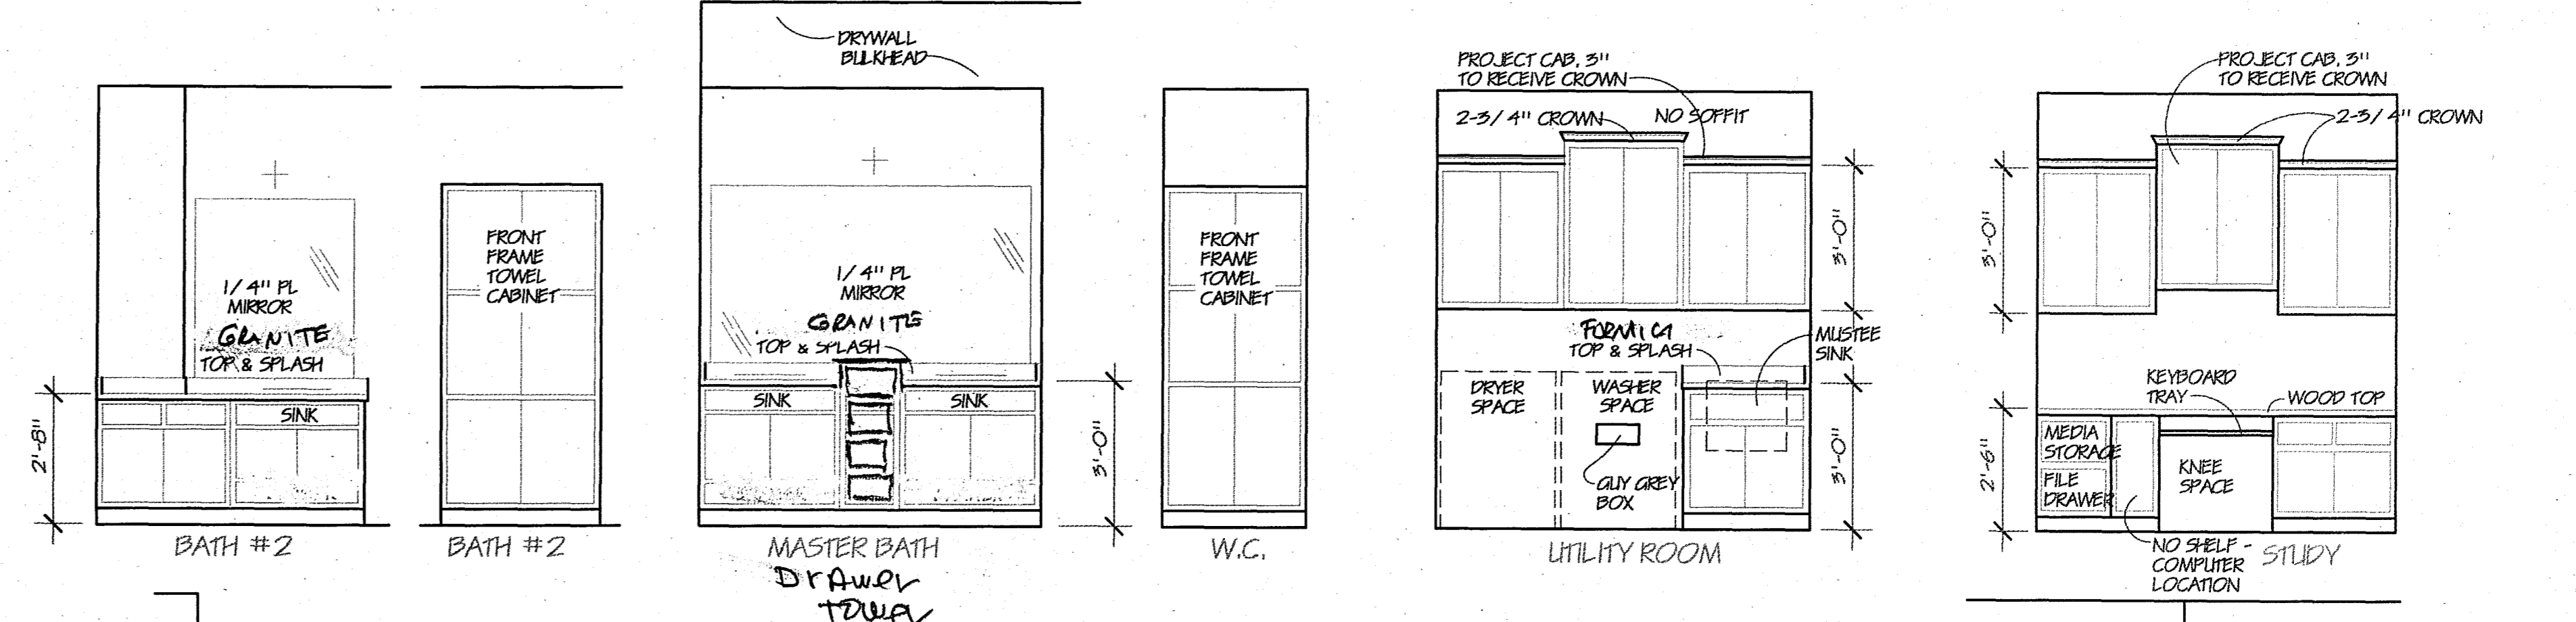 2'-8"
1/4" PL
MIRROR
GRANITE
TOP & SPLASH
SINK
BATH #2
FRONT
FRAME
TOWEL
CABINET
BATH #2
DRYWALL
BULKHEAD
1/4" PL
MIRROR
GRANITE
TOP & SPLASH
SINK
SINK
3'-0"
MASTER BATH
Drawer
Tower
FRONT
FRAME
TOWEL
CABINET
W.C.
PROJECT CAB. 3"
TO RECEIVE CROWN
2-3/4" CROWN
NO SOFFIT
3'-0"
FORMICA
TOP & SPLASH
MUSTEE
SINK
DRYER
SPACE
WASHER
SPACE
GUY GREY
BOX
3'-0"
UTILITY ROOM
PROJECT CAB. 3"
TO RECEIVE CROWN
2-3/4" CROWN
3'-0"
KEYBOARD
TRAY
WOOD TOP
2'-6"
MEDIA
STORAGE
FILE
DRAWER
KNEE
SPACE
NO SHELF -
COMPUTER
LOCATION
STUDY